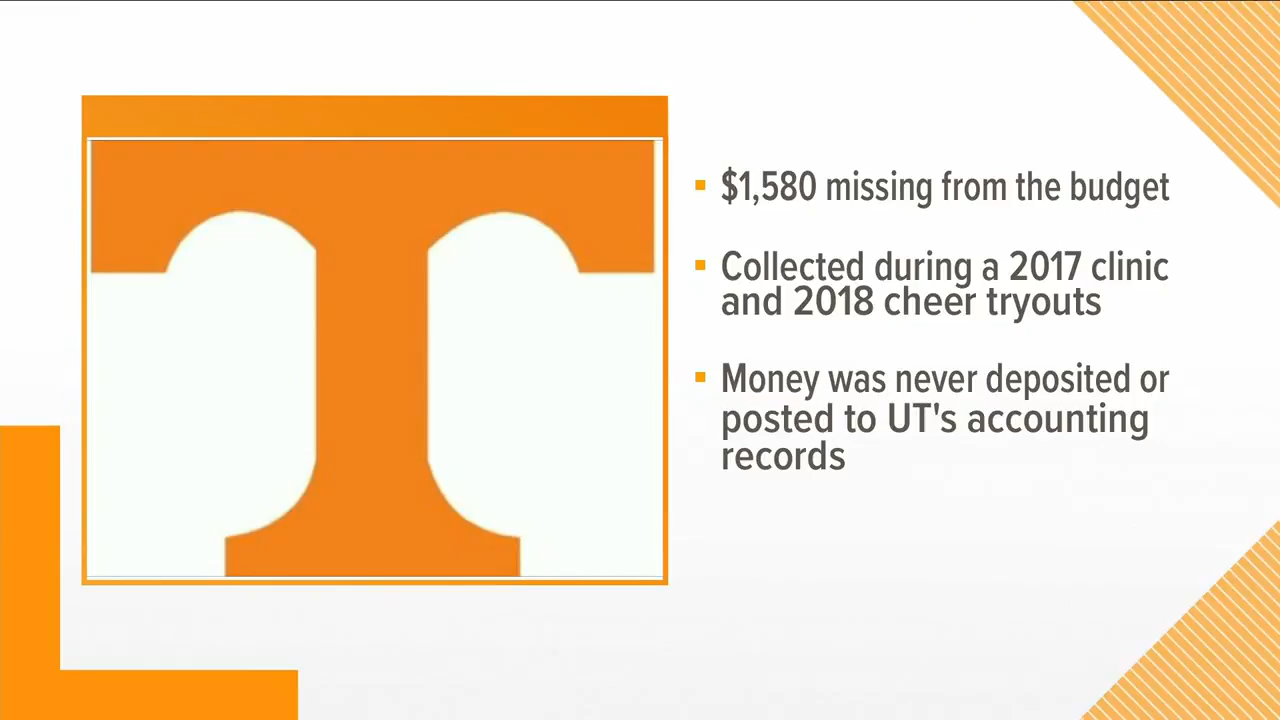 $1,580 missing from the budget
Collected during a 2017 clinic
and 2018 cheer tryouts
Money was never deposited or
posted to UT's accounting
records